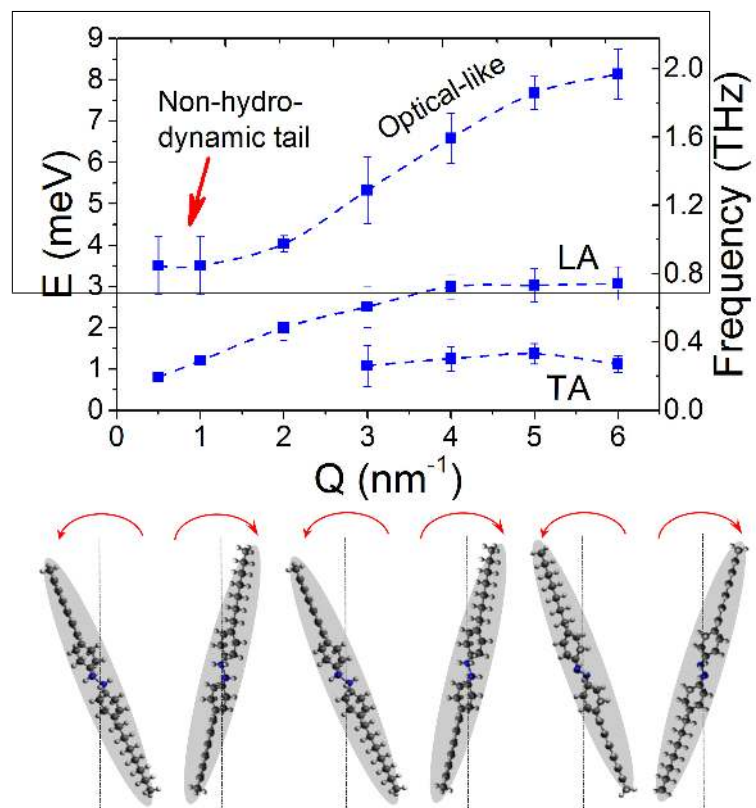 9
8
7
6
5
4
3
2
1
0
E (meV)
Non-hydro-
dynamic tail
Optical-like
LA
TA
2.0
1.6
1.2
0.8
0.4
0.0
Frequency (THz)
0 1 2 3 4 5 6
Q (nm⁻¹)